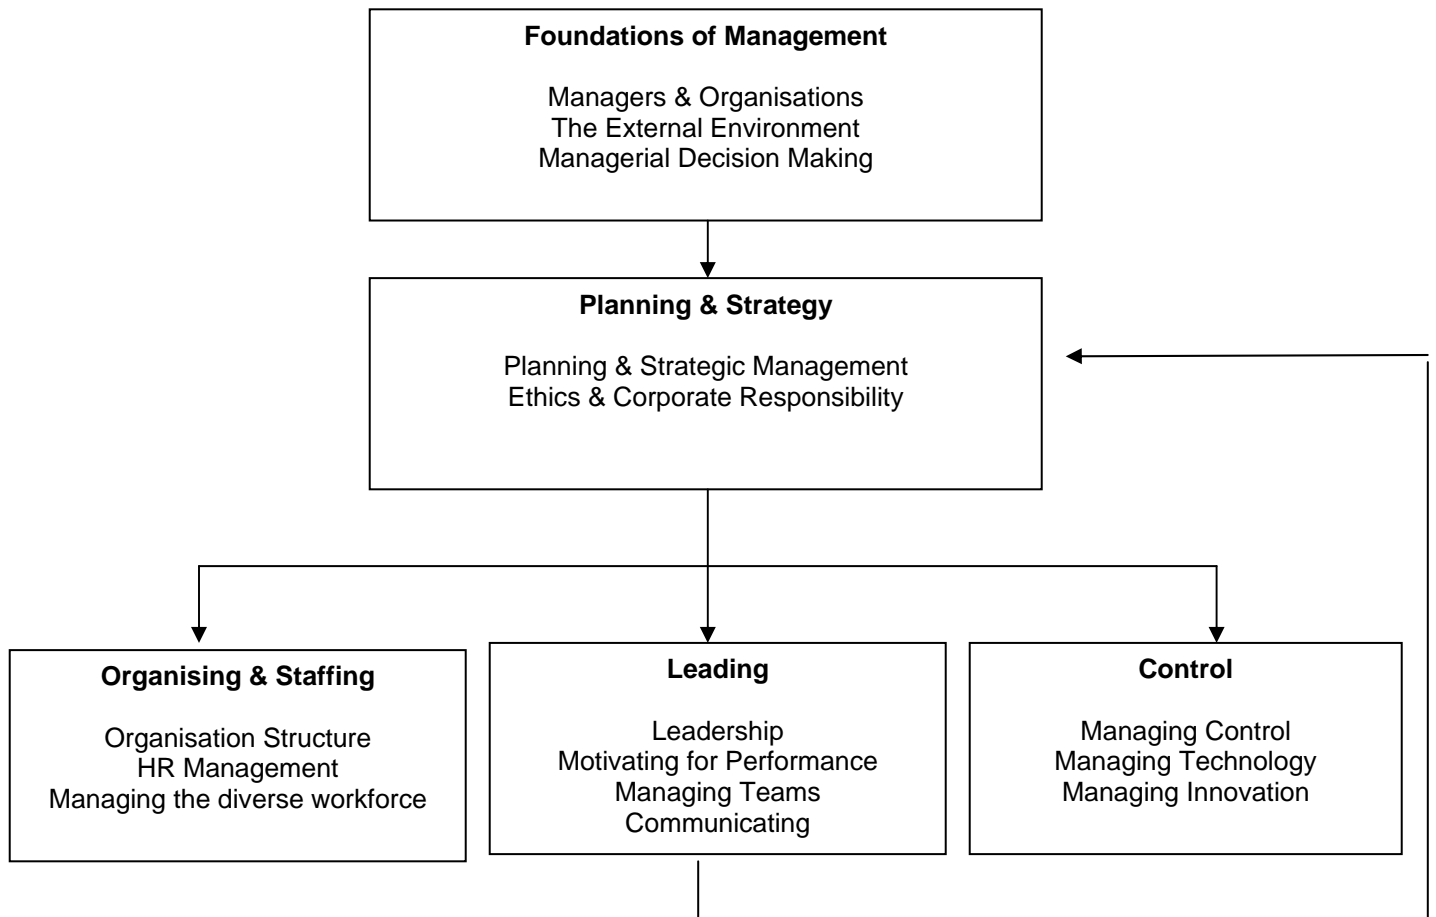 Foundations of Management
Managers & Organisations
The External Environment
Managerial Decision Making
Planning & Strategy
Planning & Strategic Management
Ethics & Corporate Responsibility
Organising & Staffing
Organisation Structure
HR Management
Managing the diverse workforce
Leading
Leadership
Motivating for Performance
Managing Teams
Communicating
Control
Managing Control
Managing Technology
Managing Innovation